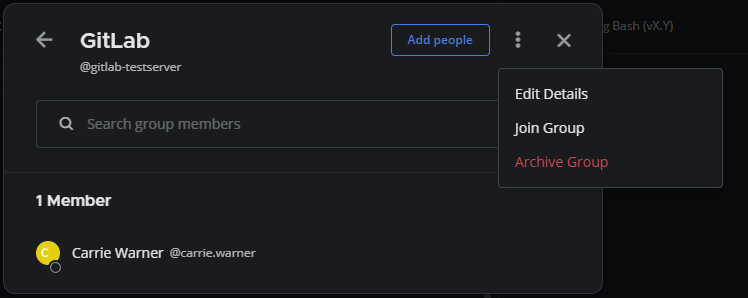 GitLab
Add people
g Bash (vX.Y)
@gitlab-testserver
Edit Details
Search group members
Join Group
Archive Group
1 Member
C
Carrie Warner @carrie.warner